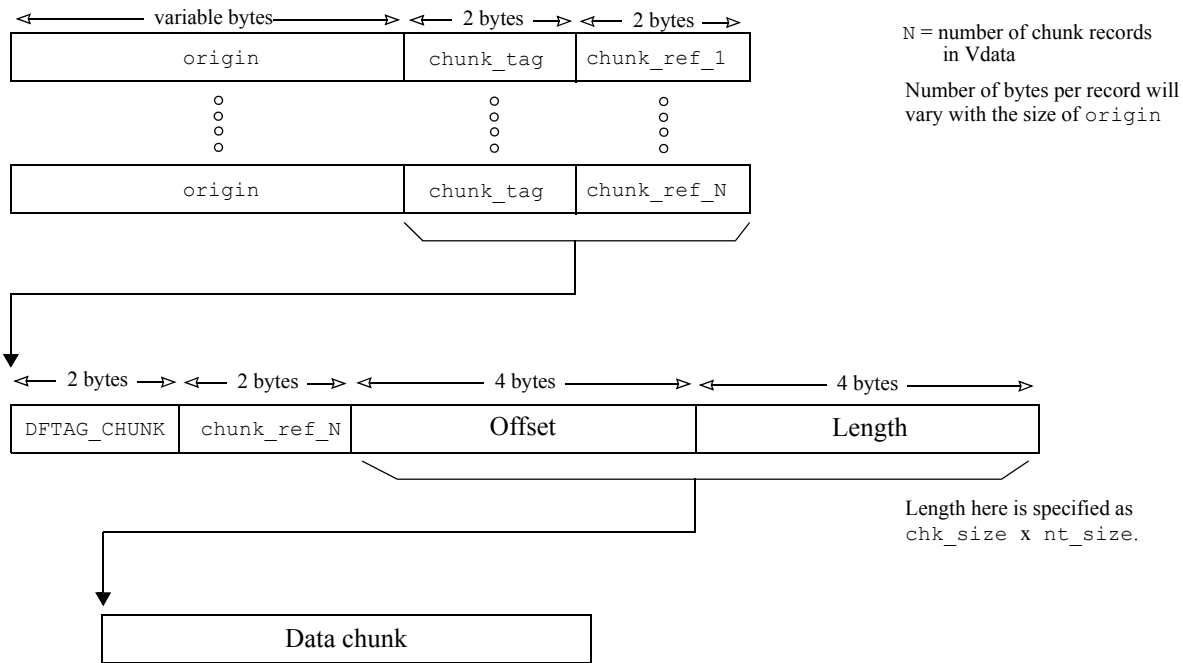 variable bytes 2 bytes 2 bytes
origin chunk_tag chunk_ref_1
N = number of chunk records
in Vdata
Number of bytes per record will
vary with the size of origin
origin chunk_tag chunk_ref_N
2 bytes 2 bytes 4 bytes 4 bytes
DFTAG_CHUNK chunk_ref_N Offset Length
Length here is specified as
chk_size x nt_size.
Data chunk